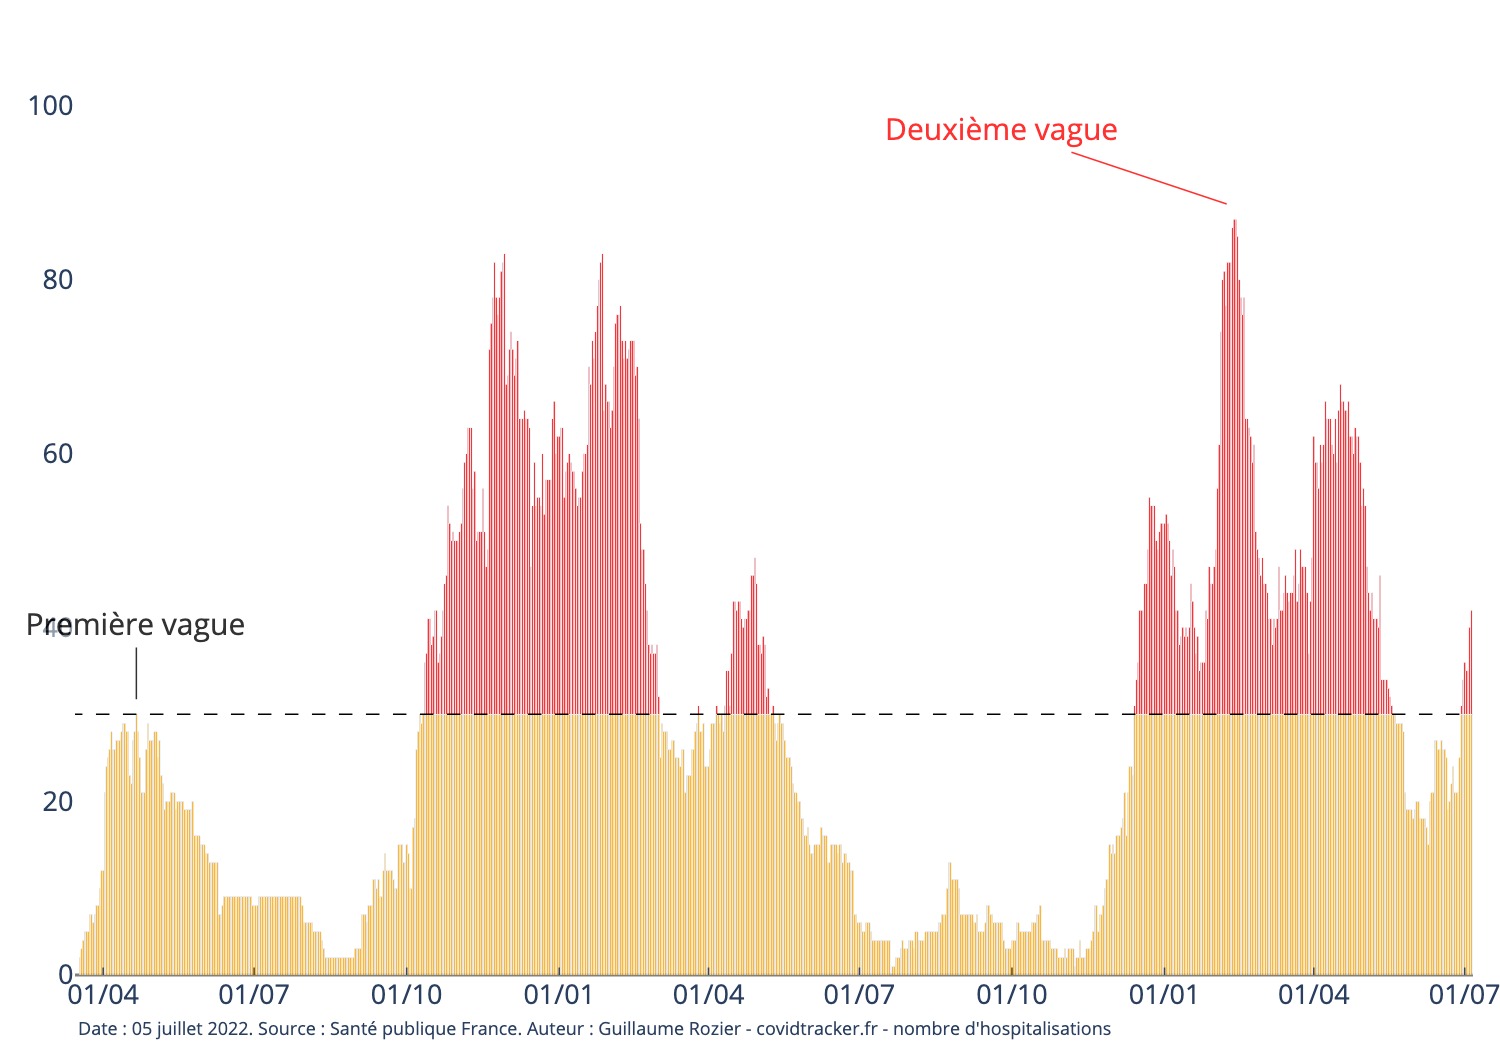 100
Deuxième vague
80
60
Première vague
40
20
0
01/04 01/07 01/10 01/01 01/04 01/07 01/10 01/01 01/04 01/07
Date : 05 juillet 2022. Source : Santé publique France. Auteur : Guillaume Rozier - covidtracker.fr - nombre d'hospitalisations